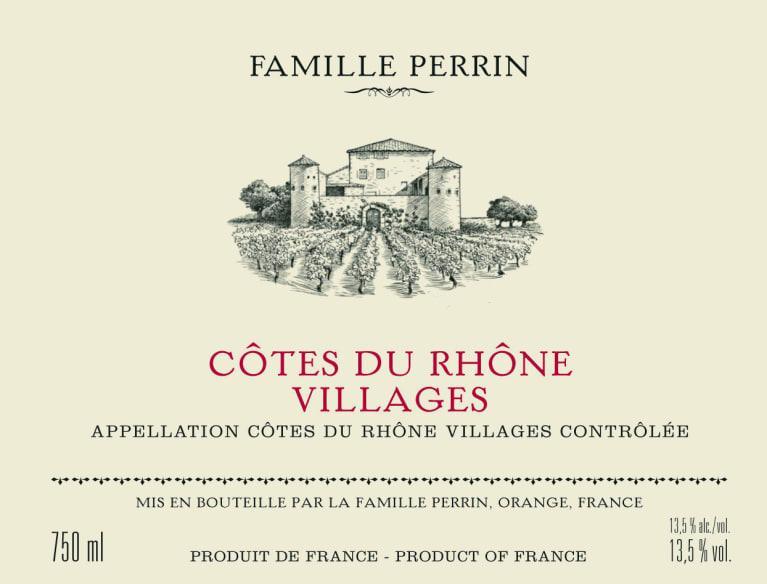 FAMILLE PERRIN
CÔTES DU RHÔNE
VILLAGES
APPELLATION CÔTES DU RHÔNE VILLAGES CONTRÔLÉE
MIS EN BOUTEILLE PAR LA FAMILLE PERRIN, ORANGE, FRANCE
13,5 % alc./vol.
750 ml
PRODUIT DE FRANCE - PRODUCT OF FRANCE
13,5 % vol.